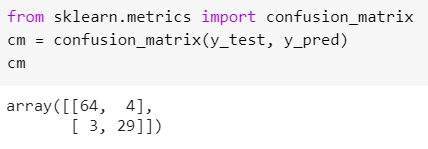 from sklearn.metrics import confusion_matrix
cm = confusion_matrix(y_test, y_pred)
cm
array([[64,  4],
       [ 3, 29]])